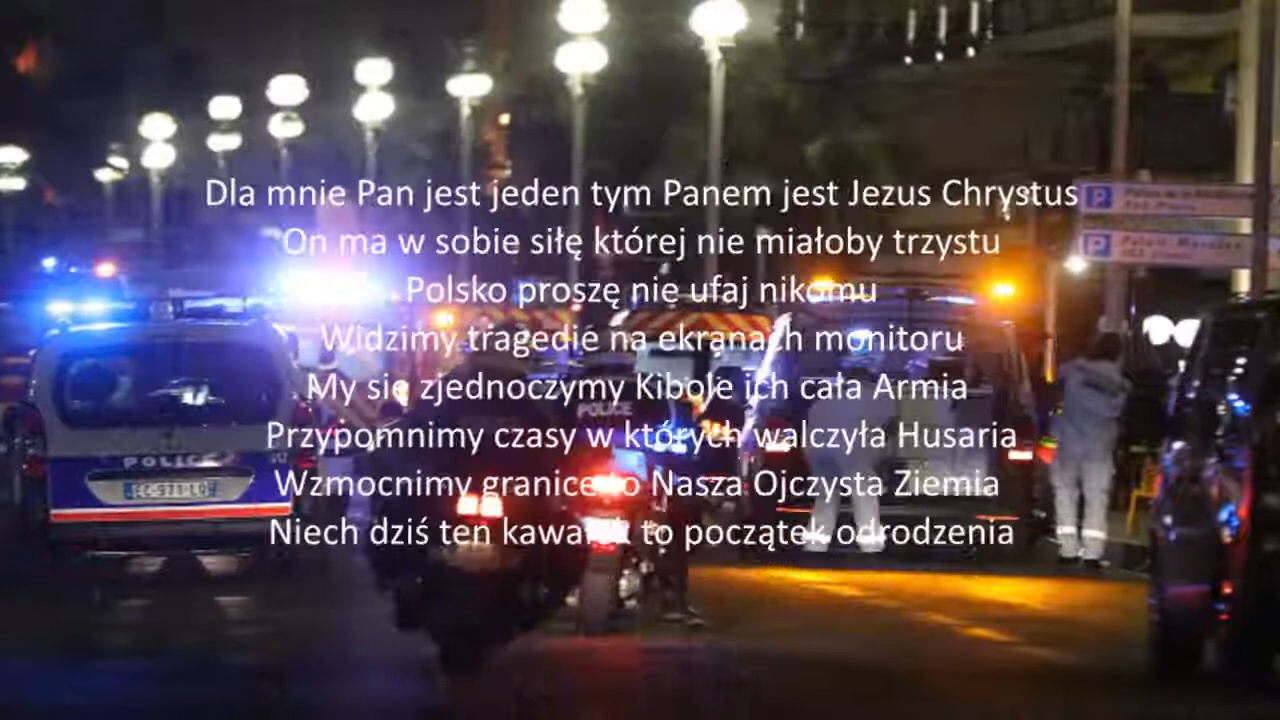 Dla mnie Pan jest jeden tym Panem jest Jezus Chrystus
On ma w sobie siłę której nie miałoby trzystu
Polsko proszę nie ufaj nikomu
Widzimy tragedie na ekranach monitoru
My się zjednoczymy Kibole ich cała Armia
Przypomnimy czasy w których walczyła Husaria
Wzmocnimy granice to Nasza Ojczysta Ziemia
Niech dziś ten kawałek to początek odrodzenia
POLICE
POLICE
P
P